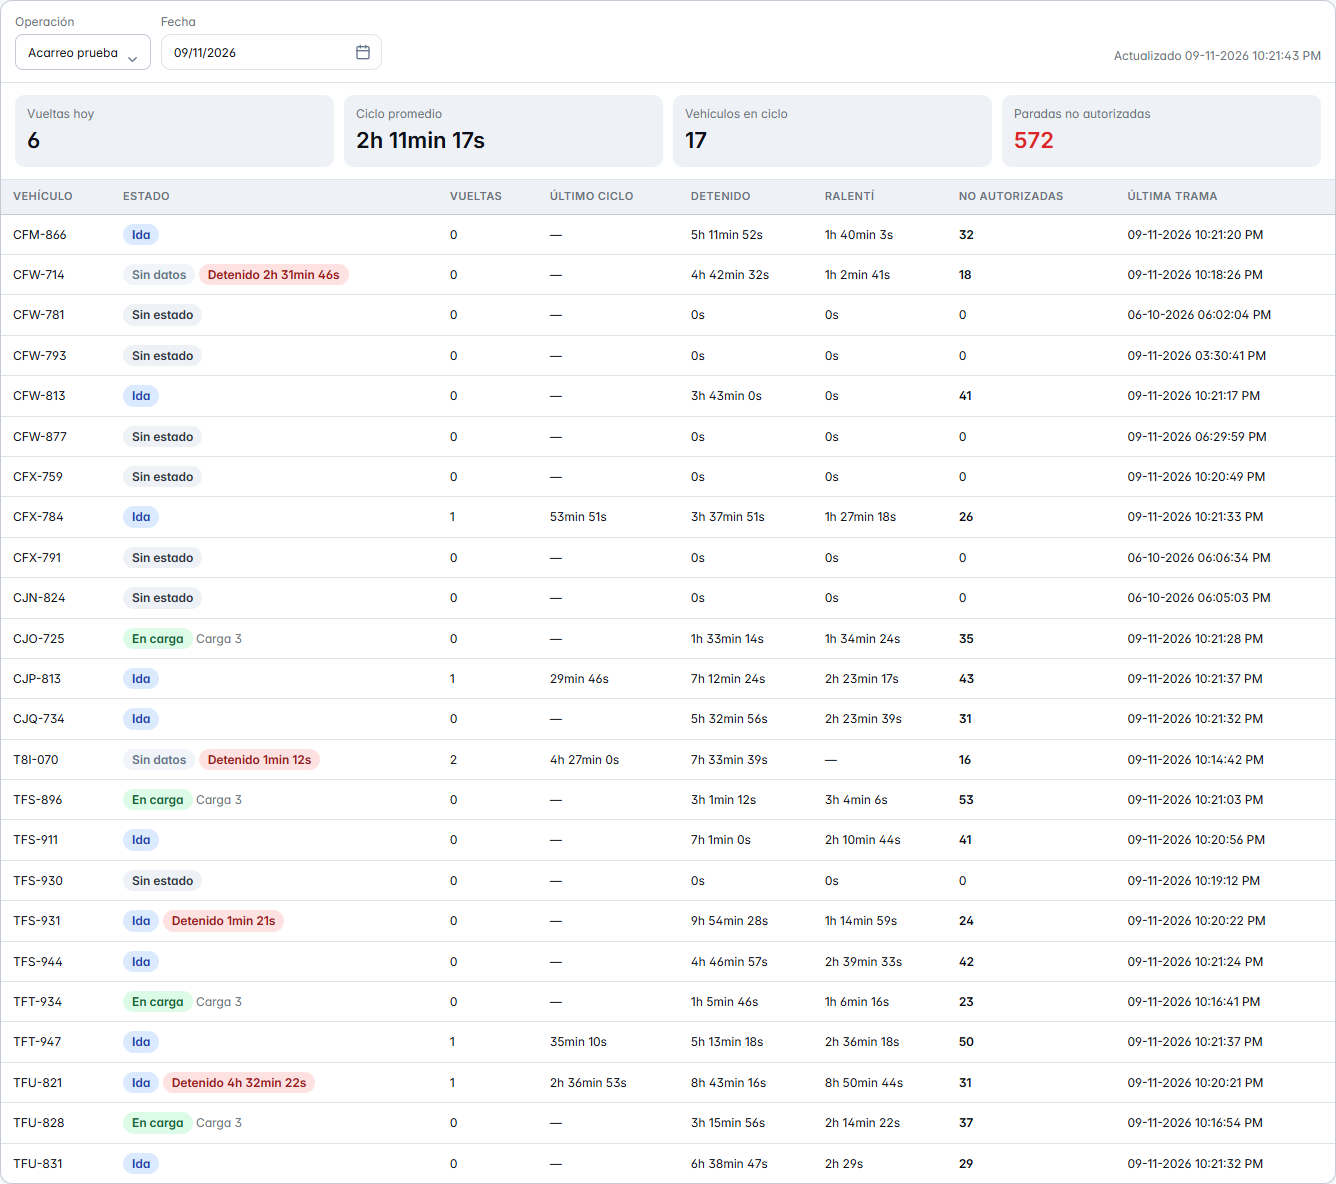 Operación
Fecha
Acarreo prueba
09/11/2026
Actualizado 09-11-2026 10:21:43 PM
Vueltas hoy
6
Ciclo promedio
2h 11min 17s
Vehículos en ciclo
17
Paradas no autorizadas
572
VEHÍCULO ESTADO VUELTAS ÚLTIMO CICLO DETENIDO RALENTÍ NO AUTORIZADAS ÚLTIMA TRAMA
CFM-866 Ida 0 — 5h 11min 52s 1h 40min 3s 32 09-11-2026 10:21:20 PM
CFW-714 Sin datos Detenido 2h 31min 46s 0 — 4h 42min 32s 1h 2min 41s 18 09-11-2026 10:18:26 PM
CFW-781 Sin estado 0 — 0s 0s 0 06-10-2026 06:02:04 PM
CFW-793 Sin estado 0 — 0s 0s 0 09-11-2026 03:30:41 PM
CFW-813 Ida 0 — 3h 43min 0s 0s 41 09-11-2026 10:21:17 PM
CFW-877 Sin estado 0 — 0s 0s 0 09-11-2026 06:29:59 PM
CFX-759 Sin estado 0 — 0s 0s 0 09-11-2026 10:20:49 PM
CFX-784 Ida 1 53min 51s 3h 37min 51s 1h 27min 18s 26 09-11-2026 10:21:33 PM
CFX-791 Sin estado 0 — 0s 0s 0 06-10-2026 06:06:34 PM
CJN-824 Sin estado 0 — 0s 0s 0 06-10-2026 06:05:03 PM
CJO-725 En carga Carga 3 0 — 1h 33min 14s 1h 34min 24s 35 09-11-2026 10:21:28 PM
CJP-813 Ida 1 29min 46s 7h 12min 24s 2h 23min 17s 43 09-11-2026 10:21:37 PM
CJQ-734 Ida 0 — 5h 32min 56s 2h 23min 39s 31 09-11-2026 10:21:32 PM
T8I-070 Sin datos Detenido 1min 12s 2 4h 27min 0s 7h 33min 39s — 16 09-11-2026 10:14:42 PM
TFS-896 En carga Carga 3 0 — 3h 1min 12s 3h 4min 6s 53 09-11-2026 10:21:03 PM
TFS-911 Ida 0 — 7h 1min 0s 2h 10min 44s 41 09-11-2026 10:20:56 PM
TFS-930 Sin estado 0 — 0s 0s 0 09-11-2026 10:19:12 PM
TFS-931 Ida Detenido 1min 21s 0 — 9h 54min 28s 1h 14min 59s 24 09-11-2026 10:20:22 PM
TFS-944 Ida 0 — 4h 46min 57s 2h 39min 33s 42 09-11-2026 10:21:24 PM
TFT-934 En carga Carga 3 0 — 1h 5min 46s 1h 6min 16s 23 09-11-2026 10:16:41 PM
TFT-947 Ida 1 35min 10s 5h 13min 18s 2h 36min 18s 50 09-11-2026 10:21:37 PM
TFU-821 Ida Detenido 4h 32min 22s 1 2h 36min 53s 8h 43min 16s 8h 50min 44s 31 09-11-2026 10:20:21 PM
TFU-828 En carga Carga 3 0 — 3h 15min 56s 2h 14min 22s 37 09-11-2026 10:16:54 PM
TFU-831 Ida 0 — 6h 38min 47s 2h 29s 29 09-11-2026 10:21:32 PM